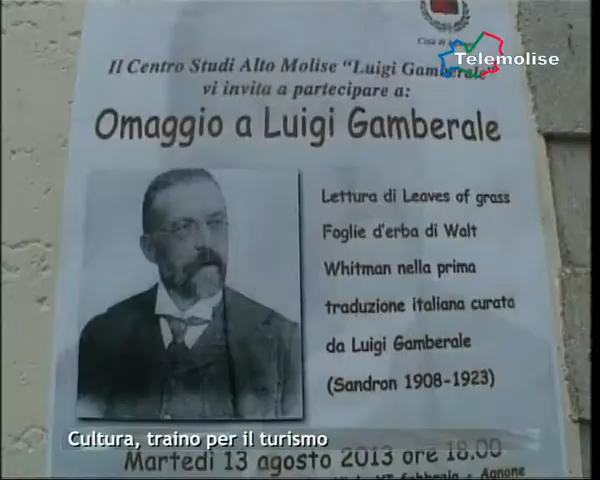 Telemolise
Il Centro Studi Alto Molise "Luigi Gamberale"
vi invita a partecipare a:
Omaggio a Luigi Gamberale
Lettura di Leaves of grass
Foglie d'erba di Walt
Whitman nella prima
traduzione italiana curata
da Luigi Gamberale
(Sandron 1908-1923)
Cultura, traino per il turismo
Martedì 13 agosto 2013 ore 18.00
febbraio - Agnone